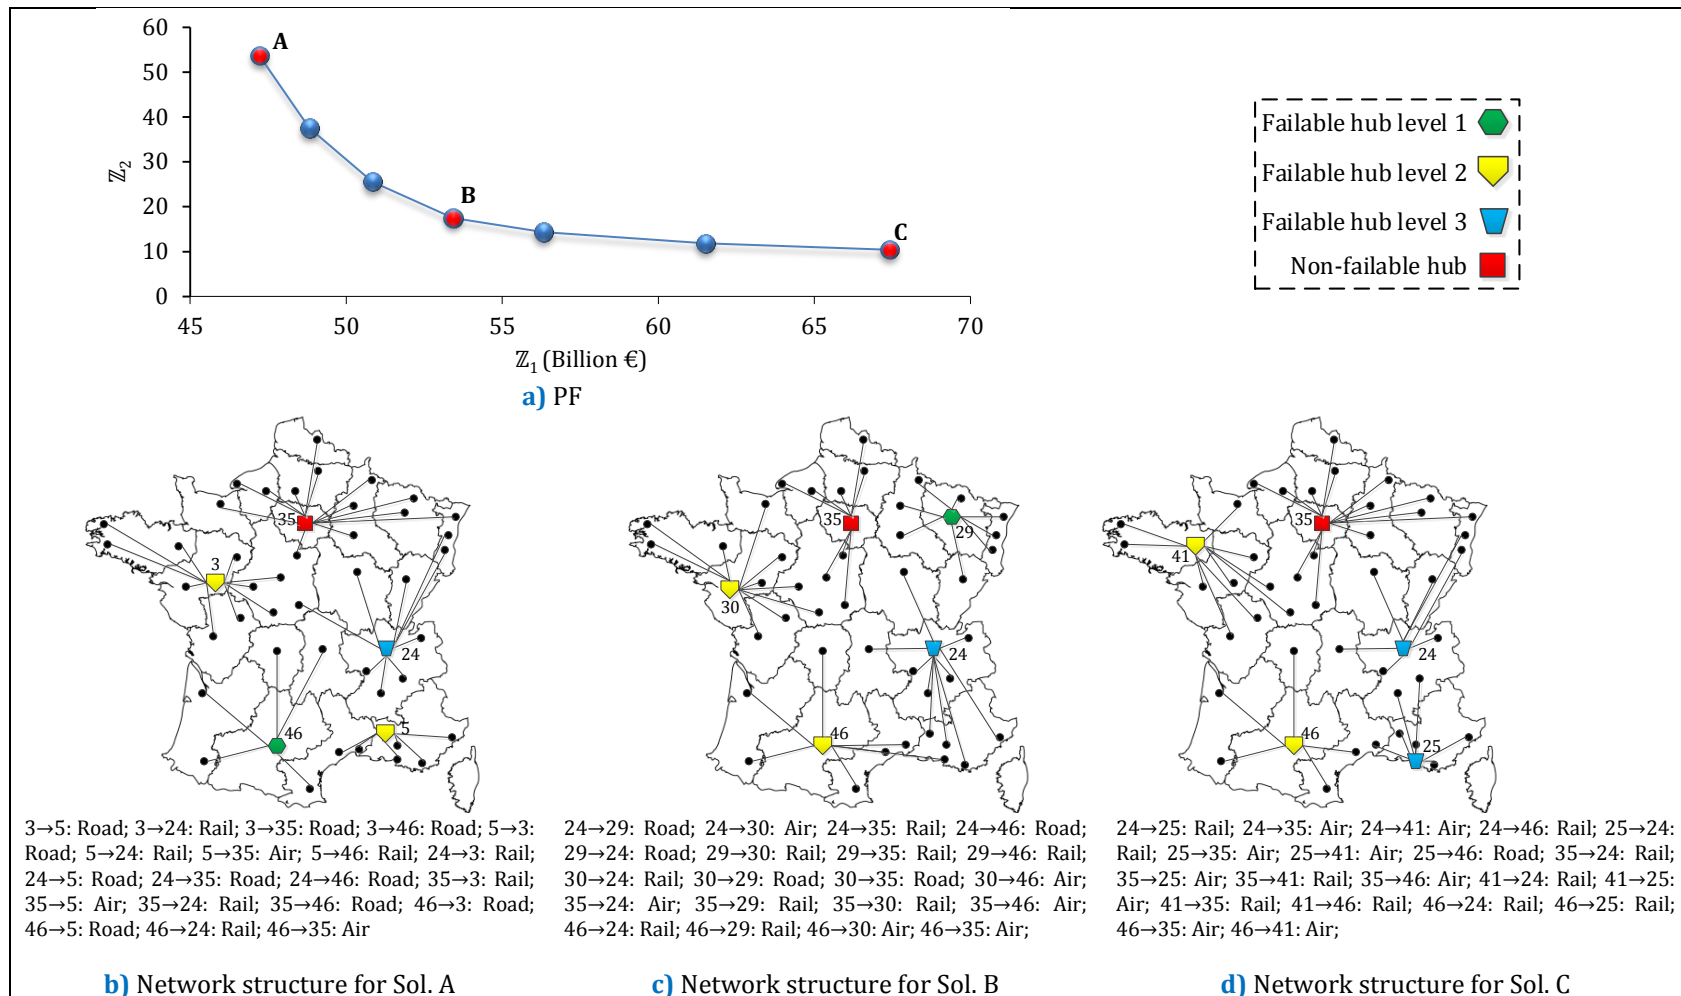 60
50
40
30
20
10
0
ℤ₂
A
B
C
45
50
55
60
65
70
ℤ₁ (Billion €)
a) PF
Failable hub level 1
Failable hub level 2
Failable hub level 3
Non-failable hub
35
3
24
46
5
35
29
30
24
46
35
41
24
46
25
3→5: Road; 3→24: Rail; 3→35: Road; 3→46: Road; 5→3:
Road; 5→24: Rail; 5→35: Air; 5→46: Rail; 24→3: Rail;
24→5: Road; 24→35: Road; 24→46: Road; 35→3: Rail;
35→5: Air; 35→24: Rail; 35→46: Road; 46→3: Road;
46→5: Road; 46→24: Rail; 46→35: Air
b) Network structure for Sol. A
24→29: Road; 24→30: Air; 24→35: Rail; 24→46: Road;
29→24: Road; 29→30: Rail; 29→35: Rail; 29→46: Rail;
30→24: Rail; 30→29: Road; 30→35: Road; 30→46: Air;
35→24: Air; 35→29: Rail; 35→30: Rail; 35→46: Air;
46→24: Rail; 46→29: Rail; 46→30: Air; 46→35: Air;
c) Network structure for Sol. B
24→25: Rail; 24→35: Air; 24→41: Air; 24→46: Rail; 25→24:
Rail; 25→35: Air; 25→41: Air; 25→46: Road; 35→24: Rail;
35→25: Air; 35→41: Rail; 35→46: Air; 41→24: Rail; 41→25:
Air; 41→35: Rail; 41→46: Rail; 46→24: Rail; 46→25: Rail;
46→35: Air; 46→41: Air;
d) Network structure for Sol. C